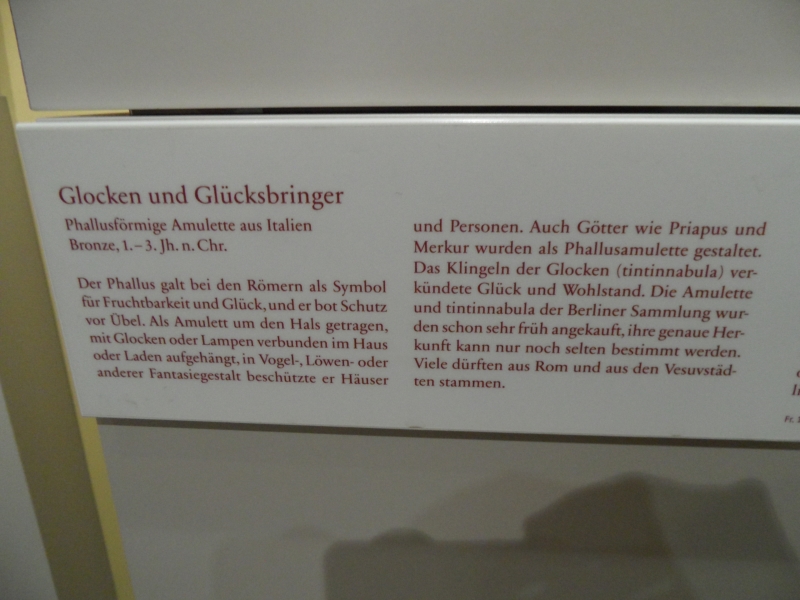 Glocken und Glücksbringer
Phallusförmige Amulette aus Italien
Bronze, 1. – 3. Jh. n. Chr.
Der Phallus galt bei den Römern als Symbol
für Fruchtbarkeit und Glück, und er bot Schutz
vor Übel. Als Amulett um den Hals getragen,
mit Glocken oder Lampen verbunden im Haus
oder Laden aufgehängt, in Vogel-, Löwen- oder
anderer Fantasiegestalt beschützte er Häuser
und Personen. Auch Götter wie Priapus und
Merkur wurden als Phallusamulette gestaltet.
Das Klingeln der Glocken (tintinnabula) ver-
kündete Glück und Wohlstand. Die Amulette
und tintinnabula der Berliner Sammlung wur-
den schon sehr früh angekauft, ihre genaue Her-
kunft kann nur noch selten bestimmt werden.
Viele dürften aus Rom und aus den Vesuvstäd-
ten stammen.
Fr.